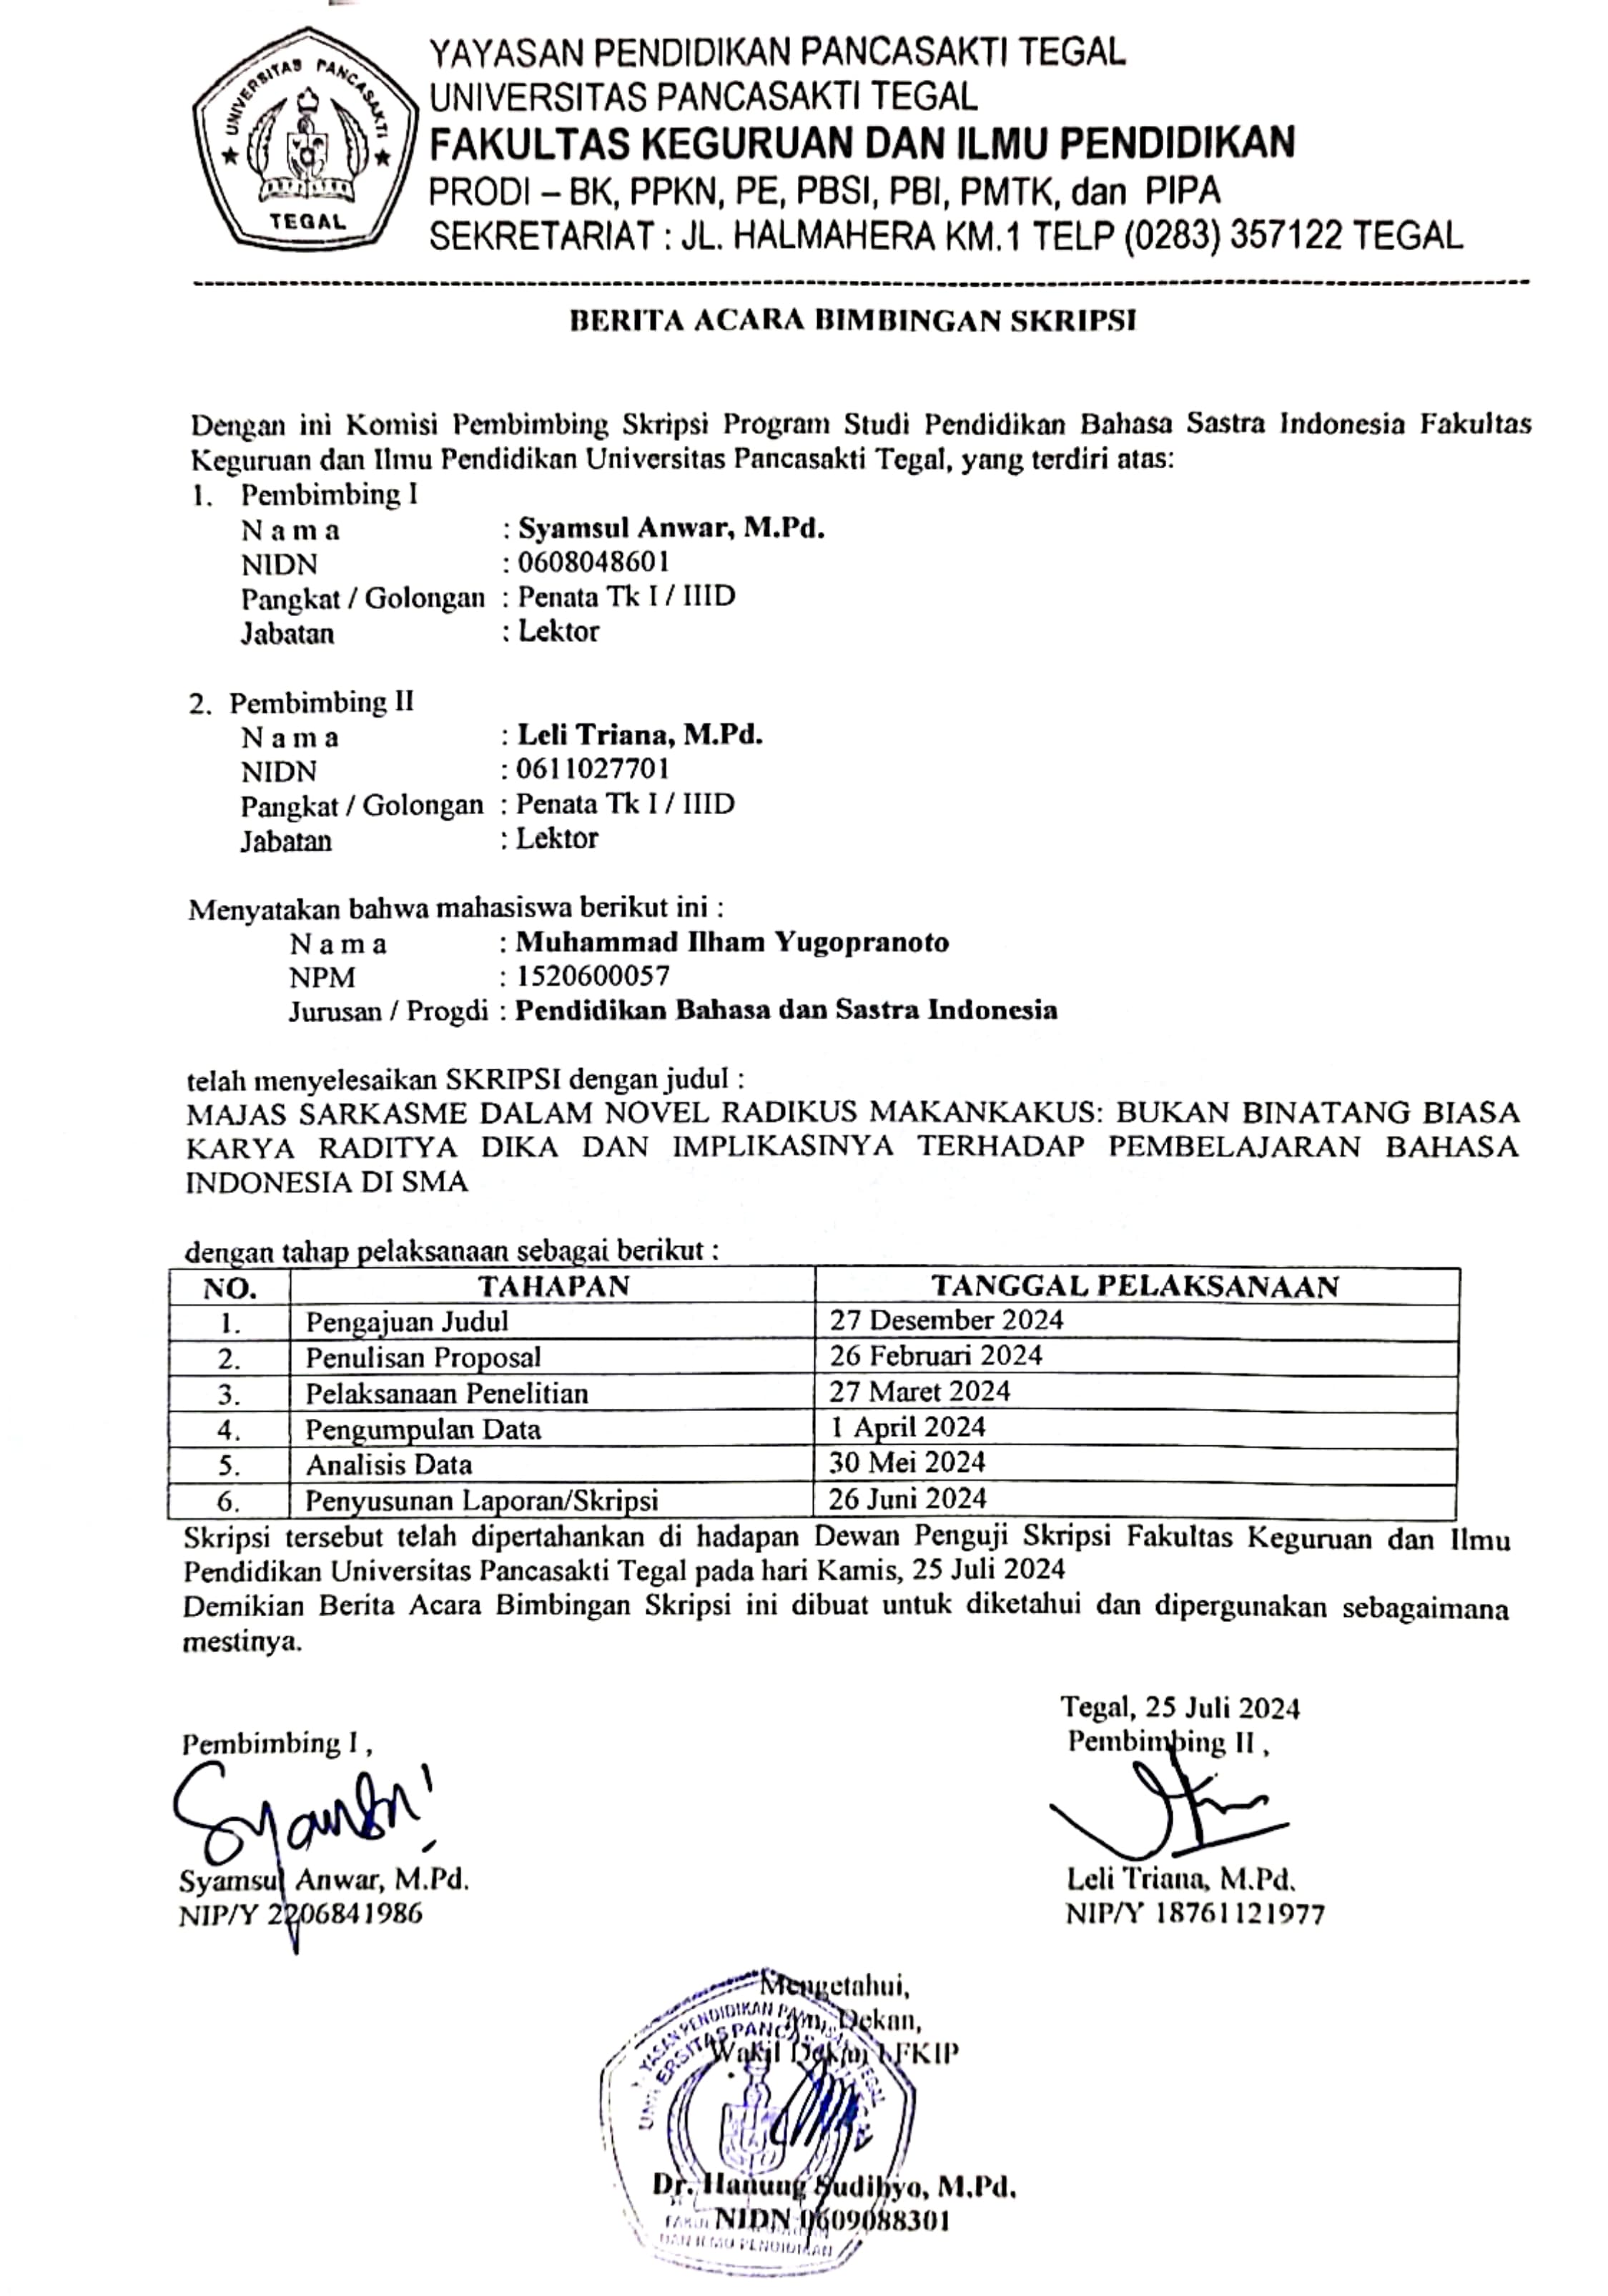 UNIVERSITAS PANCASAKTI
TEGAL
YAYASAN PENDIDIKAN PANCASAKTI TEGAL
UNIVERSITAS PANCASAKTI TEGAL
FAKULTAS KEGURUAN DAN ILMU PENDIDIKAN
PRODI – BK, PPKN, PE, PBSI, PBI, PMTK, dan PIPA
SEKRETARIAT : JL. HALMAHERA KM.1 TELP (0283) 357122 TEGAL
BERITA ACARA BIMBINGAN SKRIPSI
Dengan ini Komisi Pembimbing Skripsi Program Studi Pendidikan Bahasa Sastra Indonesia Fakultas
Keguruan dan Ilmu Pendidikan Universitas Pancasakti Tegal, yang terdiri atas:
1. Pembimbing I
N a m a : Syamsul Anwar, M.Pd.
NIDN : 0608048601
Pangkat / Golongan : Penata Tk I / IIID
Jabatan : Lektor
2. Pembimbing II
N a m a : Leli Triana, M.Pd.
NIDN : 0611027701
Pangkat / Golongan : Penata Tk I / IIID
Jabatan : Lektor
Menyatakan bahwa mahasiswa berikut ini :
N a m a : Muhammad Ilham Yugopranoto
NPM : 1520600057
Jurusan / Progdi : Pendidikan Bahasa dan Sastra Indonesia
telah menyelesaikan SKRIPSI dengan judul :
MAJAS SARKASME DALAM NOVEL RADIKUS MAKANKAKUS: BUKAN BINATANG BIASA
KARYA RADITYA DIKA DAN IMPLIKASINYA TERHADAP PEMBELAJARAN BAHASA
INDONESIA DI SMA
dengan tahap pelaksanaan sebagai berikut :
NO. TAHAPAN TANGGAL PELAKSANAAN
1. Pengajuan Judul 27 Desember 2024
2. Penulisan Proposal 26 Februari 2024
3. Pelaksanaan Penelitian 27 Maret 2024
4. Pengumpulan Data 1 April 2024
5. Analisis Data 30 Mei 2024
6. Penyusunan Laporan/Skripsi 26 Juni 2024
Skripsi tersebut telah dipertahankan di hadapan Dewan Penguji Skripsi Fakultas Keguruan dan Ilmu
Pendidikan Universitas Pancasakti Tegal pada hari Kamis, 25 Juli 2024
Demikian Berita Acara Bimbingan Skripsi ini dibuat untuk diketahui dan dipergunakan sebagaimana
mestinya.
Tegal, 25 Juli 2024
Pembimbing I , Pembimbing II ,
Syamsul Anwar, M.Pd. Leli Triana, M.Pd.
NIP/Y 2206841986 NIP/Y 18761121977
Mengetahui,
Dekan,
Wakil Dekan I FKIP
Dr. Hanung Sudibyo, M.Pd.
NIDN 0609088301
DAN ILMU PENDIDIKAN